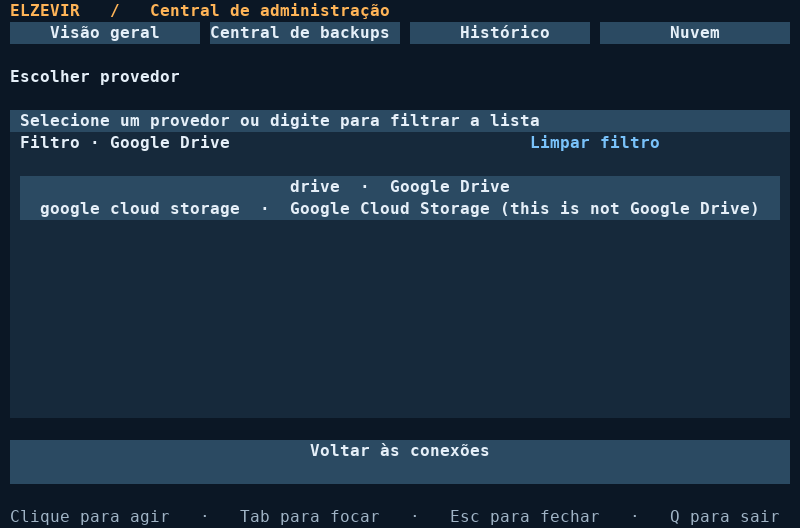 ELZEVIR / Central de administração
Visão geral Central de backups Histórico Nuvem
Escolher provedor
Selecione um provedor ou digite para filtrar a lista
Filtro · Google Drive Limpar filtro
drive · Google Drive
google cloud storage · Google Cloud Storage (this is not Google Drive)
Voltar às conexões
Clique para agir · Tab para focar · Esc para fechar · Q para sair